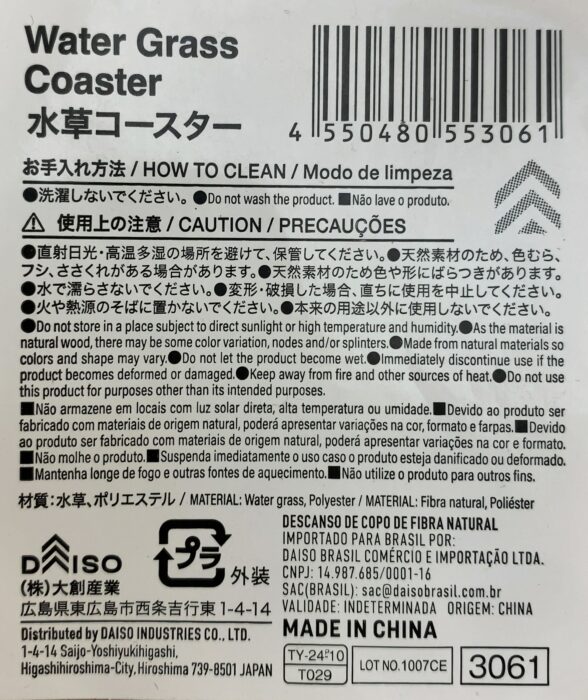 Water Grass
Coaster
水草コースター
4 550480 553061
お手入れ方法 / HOW TO CLEAN / Modo de limpeza
●洗濯しないでください。 ●Do not wash the product. ■Não lave o produto.
⚠ 使用上の注意 / CAUTION / PRECAUÇÕES
●直射日光・高温多湿の場所を避けて、保管してください。●天然素材のため、色むら、
フシ、ささくれがある場合があります。●天然素材のため色や形にばらつきがあります。
●水で濡らさないでください。●変形・破損した場合、直ちに使用を中止してください。
●火や熱源のそばに置かないでください。●本来の用途以外に使用しないでください。
●Do not store in a place subject to direct sunlight or high temperature and humidity.●As the material is
natural wood, there may be some color variation, nodes and/or splinters.●Made from natural materials so
colors and shape may vary.●Do not let the product become wet.●Immediately discontinue use if the
product becomes deformed or damaged.●Keep away from fire and other sources of heat.●Do not use
this product for purposes other than its intended purposes.
■Não armazene em locais com luz solar direta, alta temperatura ou umidade.■Devido ao produto ser
fabricado com materiais de origem natural, poderá apresentar variações na cor, formato e farpas.■Devido
ao produto ser fabricado com materiais de origem natural, poderá apresentar variações na cor e formato.
■Não molhe o produto.■Suspenda imediatamente o uso caso o produto esteja danificado ou deformado.
■Mantenha longe de fogo e outras fontes de aquecimento.■Não utilize o produto para outros fins.
材質：水草、ポリエステル / MATERIAL: Water grass, Polyester / MATERIAL: Fibra natural, Poliéster
DAISO
(株)大創産業
プラ
外装
広島県東広島市西条吉行東 1-4-14
Distributed by DAISO INDUSTRIES CO., LTD.
1-4-14 Saijo-Yoshiyukihigashi,
Higashihiroshima-City, Hiroshima 739-8501 JAPAN
DESCANSO DE COPO DE FIBRA NATURAL
IMPORTADO PARA BRASIL POR:
DAISO BRASIL COMÉRCIO E IMPORTAÇÃO LTDA.
CNPJ: 14.987.685/0001-16
SAC(BRASIL): sac@daisobrasil.com.br
VALIDADE: INDETERMINADA ORIGEM: CHINA
MADE IN CHINA
TY-24#10
T029
LOT NO.1007CE
3061